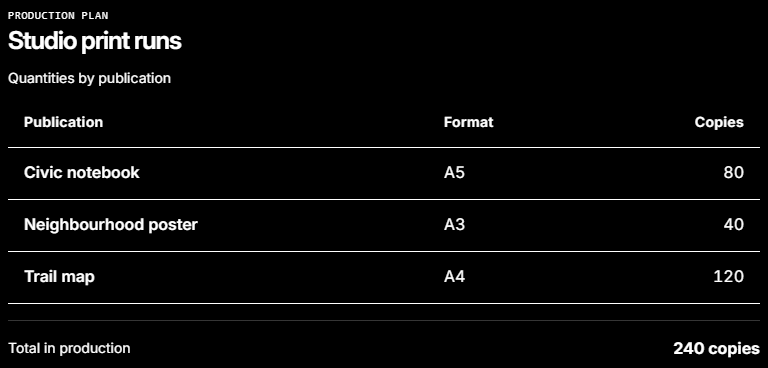 PRODUCTION PLAN
Studio print runs
Quantities by publication
Publication Format Copies
Civic notebook A5 80
Neighbourhood poster A3 40
Trail map A4 120
Total in production 240 copies